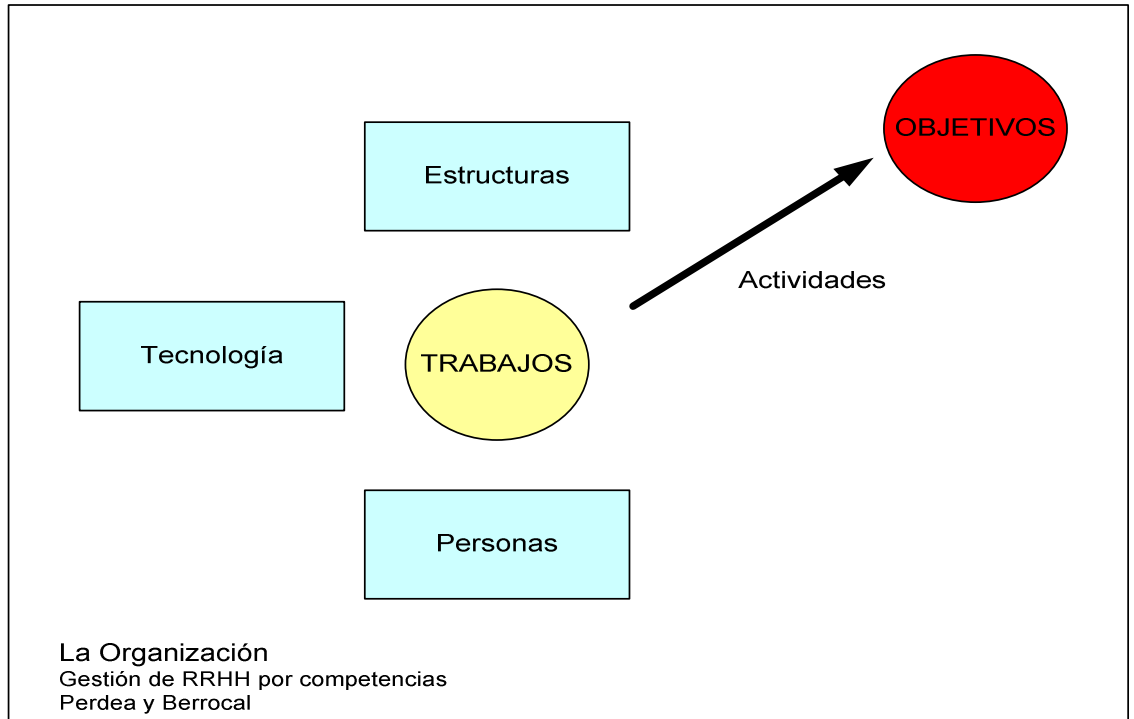 OBJETIVOS
Estructuras
Actividades
Tecnología
TRABAJOS
Personas
La Organización
Gestión de RRHH por competencias
Perdea y Berrocal